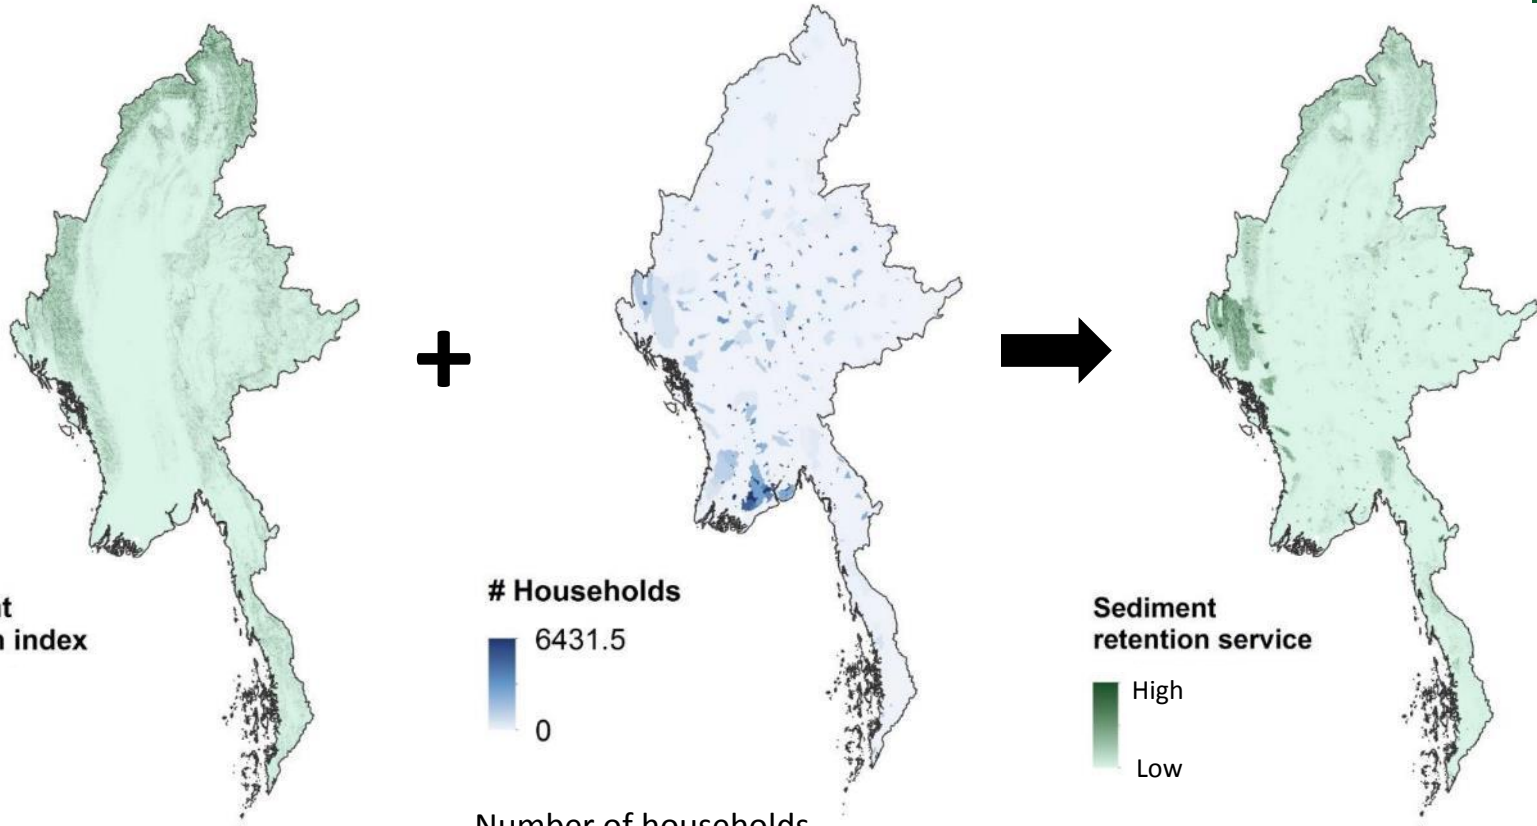 index
# Households
6431.5
0
Number of households
Sediment
retention service
High
Low